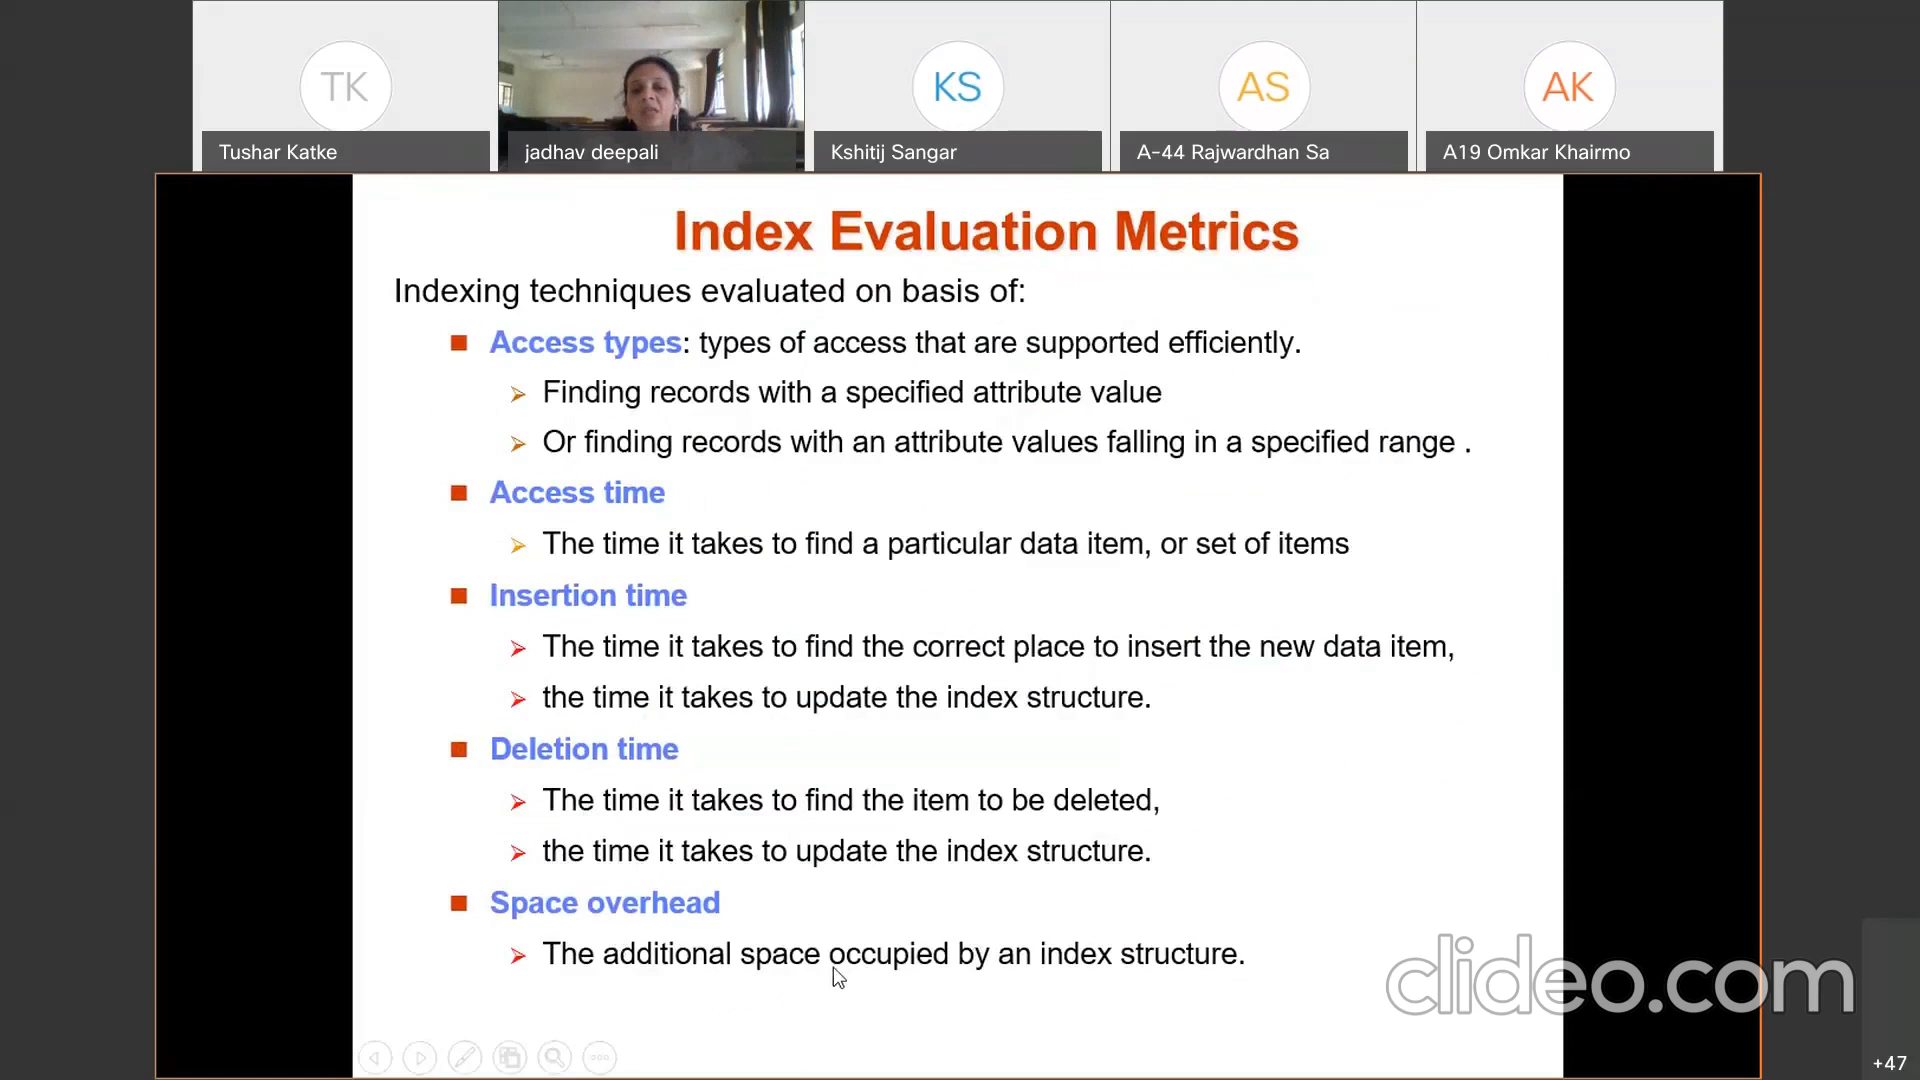 TK
KS
AS
AK
Tushar Katke
jadhav deepali
Kshitij Sangar
A-44 Rajwardhan Sa
A19 Omkar Khairmo
Index Evaluation Metrics
Indexing techniques evaluated on basis of:
Access types: types of access that are supported efficiently.
Finding records with a specified attribute value
Or finding records with an attribute values falling in a specified range .
Access time
The time it takes to find a particular data item, or set of items
Insertion time
The time it takes to find the correct place to insert the new data item,
the time it takes to update the index structure.
Deletion time
The time it takes to find the item to be deleted,
the time it takes to update the index structure.
Space overhead
The additional space occupied by an index structure.
clideo.com
+47